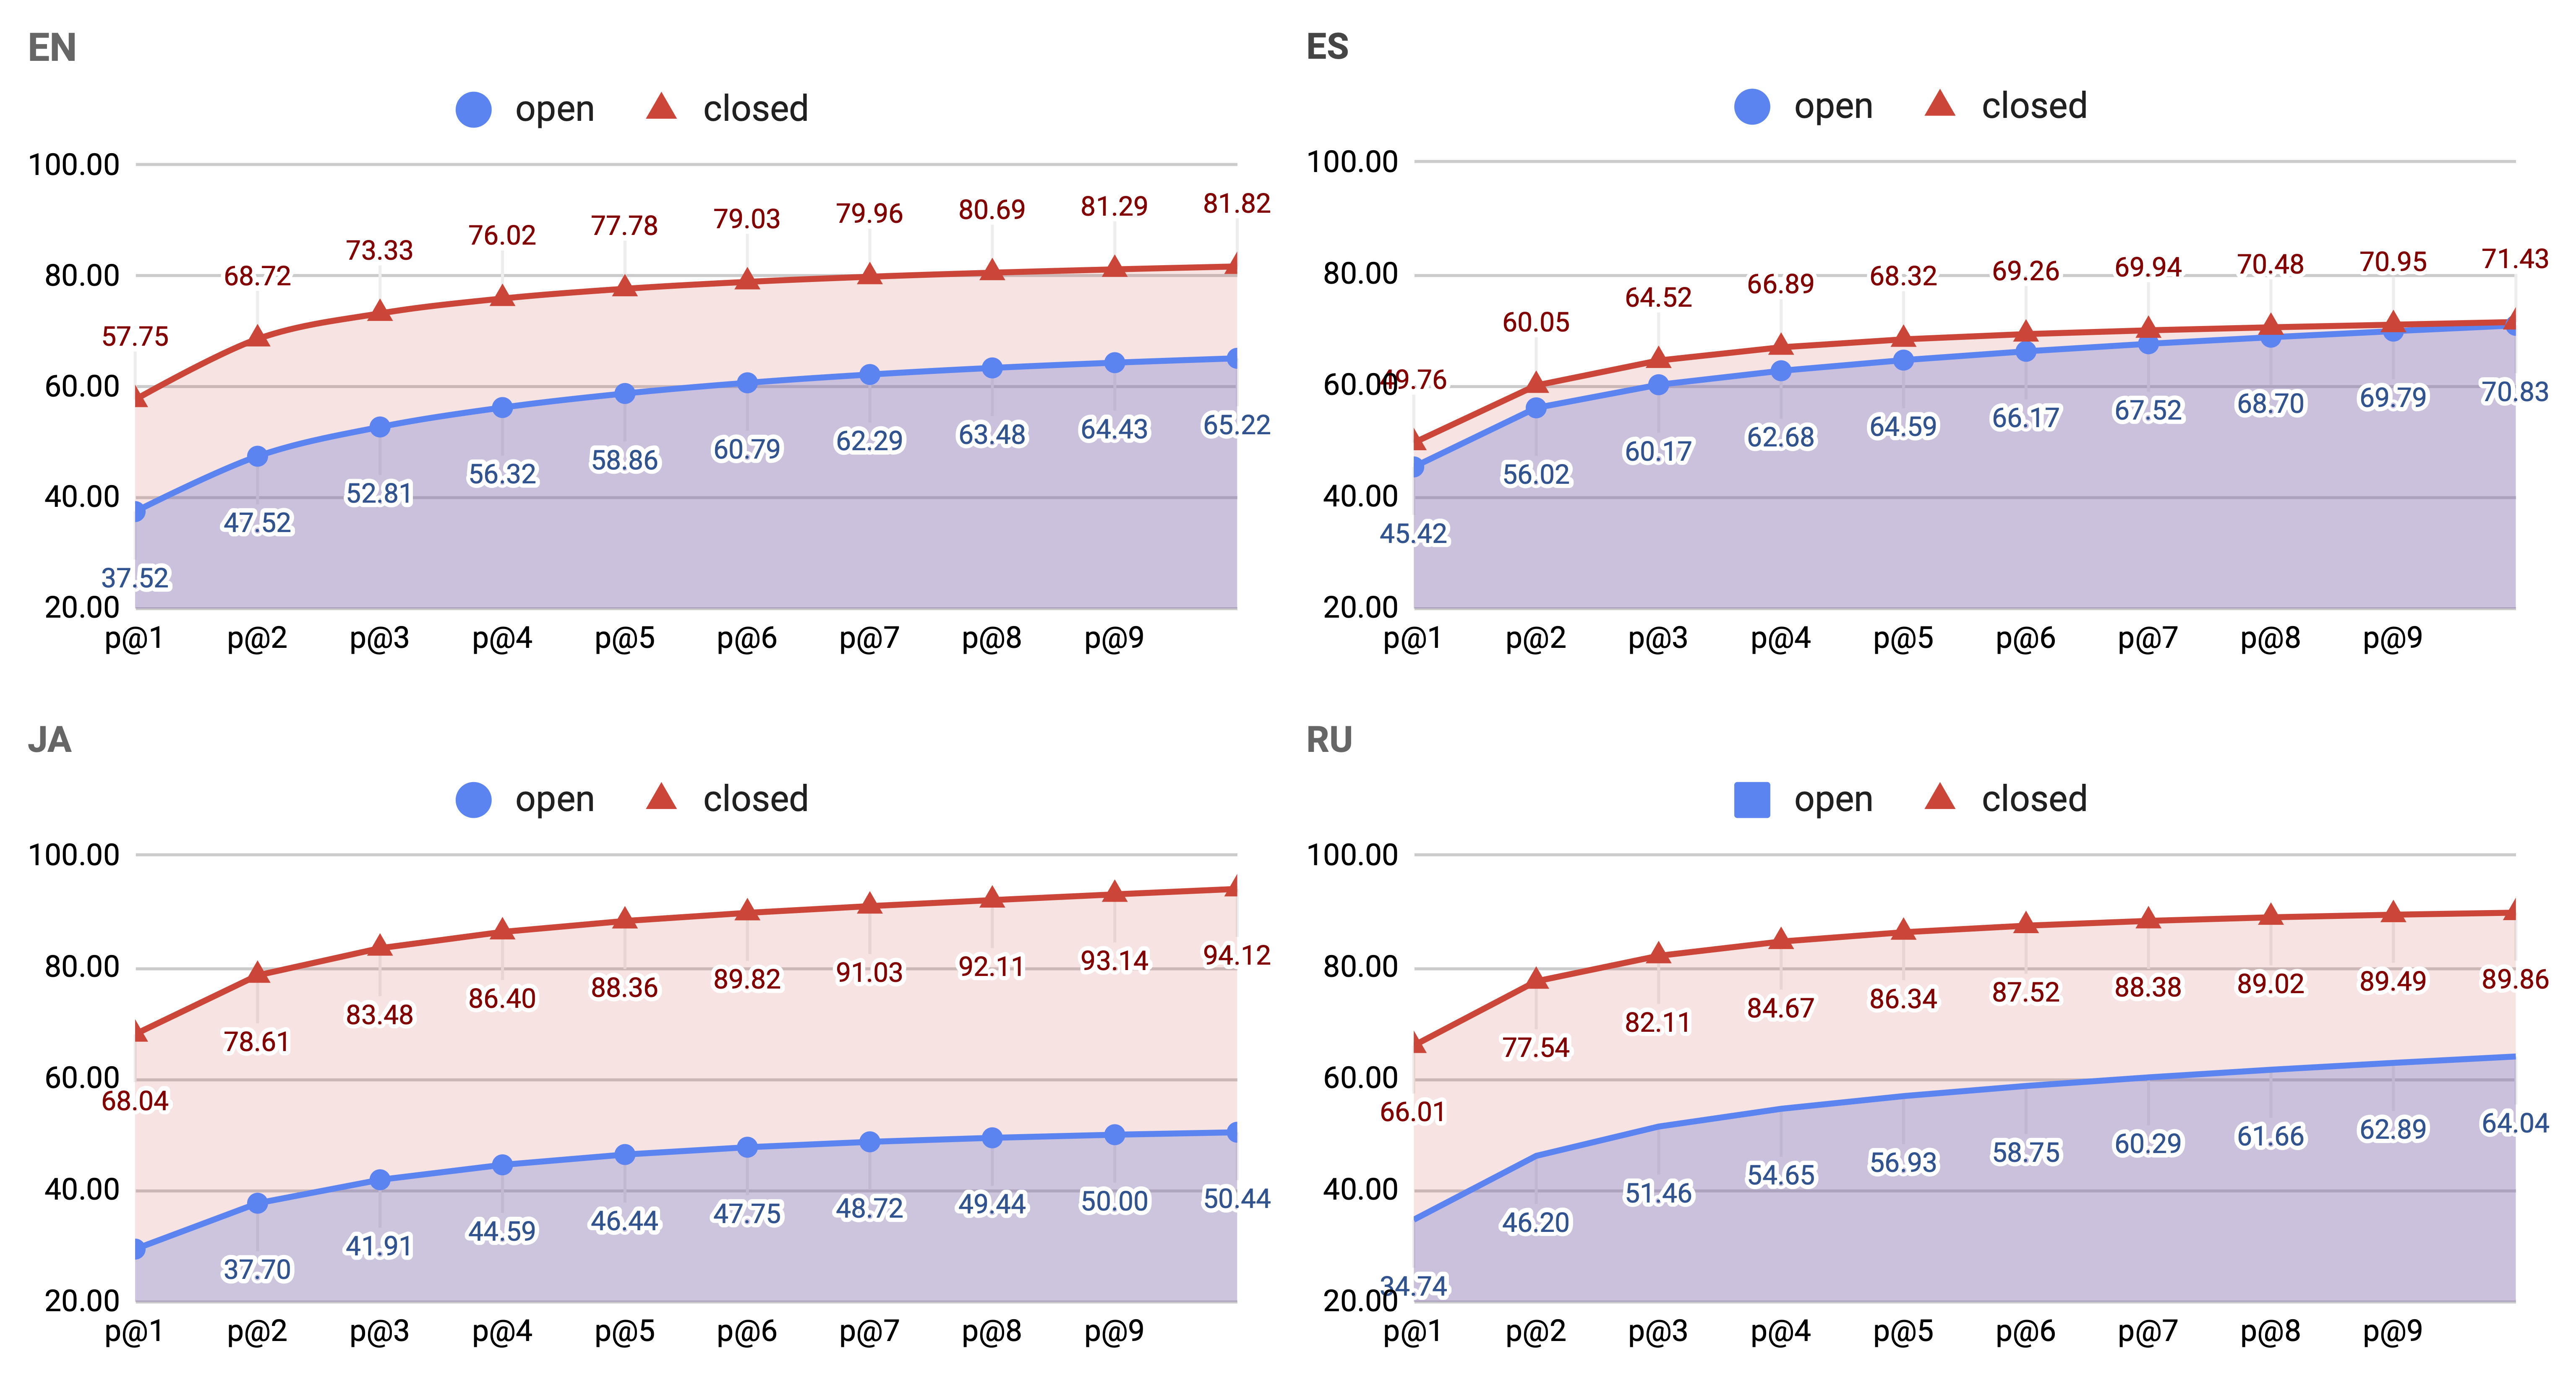 EN
open closed
100.00
80.00
60.00
40.00
20.00
57.75 68.72 73.33 76.02 77.78 79.03 79.96 80.69 81.29 81.82
37.52 47.52 52.81 56.32 58.86 60.79 62.29 63.48 64.43 65.22
p@1 p@2 p@3 p@4 p@5 p@6 p@7 p@8 p@9
ES
open closed
100.00
80.00
60.00
40.00
20.00
49.76 60.05 64.52 66.89 68.32 69.26 69.94 70.48 70.95 71.43
45.42 56.02 60.17 62.68 64.59 66.17 67.52 68.70 69.79 70.83
p@1 p@2 p@3 p@4 p@5 p@6 p@7 p@8 p@9
JA
open closed
100.00
80.00
60.00
40.00
20.00
68.04 78.61 83.48 86.40 88.36 89.82 91.03 92.11 93.14 94.12
37.70 41.91 44.59 46.44 47.75 48.72 49.44 50.00 50.44
p@1 p@2 p@3 p@4 p@5 p@6 p@7 p@8 p@9
RU
open closed
100.00
80.00
60.00
40.00
20.00
66.01 77.54 82.11 84.67 86.34 87.52 88.38 89.02 89.49 89.86
34.74 46.20 51.46 54.65 56.93 58.75 60.29 61.66 62.89 64.04
p@1 p@2 p@3 p@4 p@5 p@6 p@7 p@8 p@9